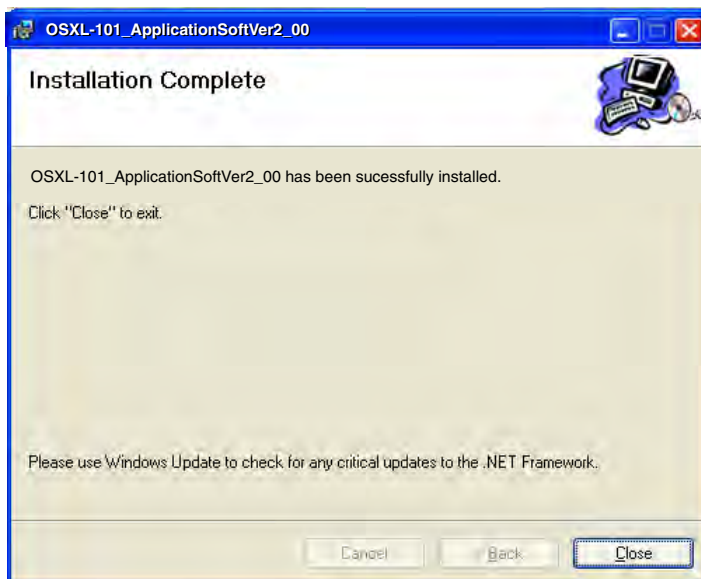 OSXL-101_ApplicationSoftVer2_00
Installation Complete
OSXL-101_ApplicationSoftVer2_00 has been sucessfully installed.
Click "Close" to exit.
Please use Windows Update to check for any critical updates to the .NET Framework.
Cancel Back Close